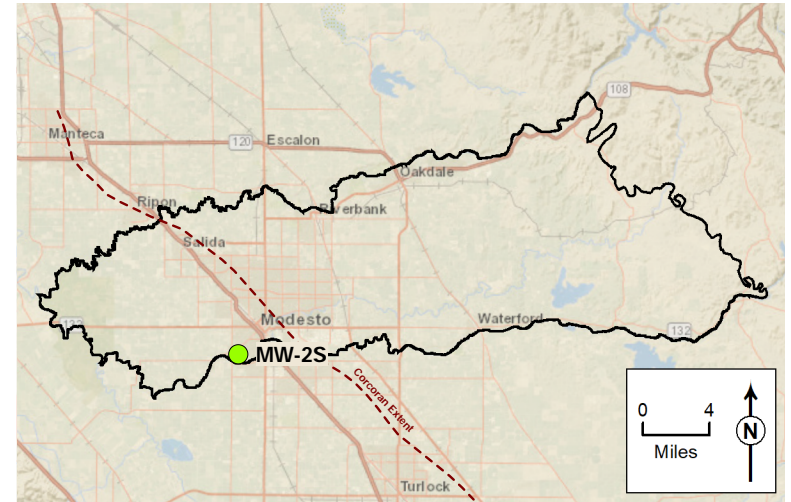 108
Manteca
120
Escalon
Oakdale
Ripon
Riverbank
Salida
132
Modesto
Waterford
132
MW-2S
Corcoran Extent
Turlock
0 4
Miles
N